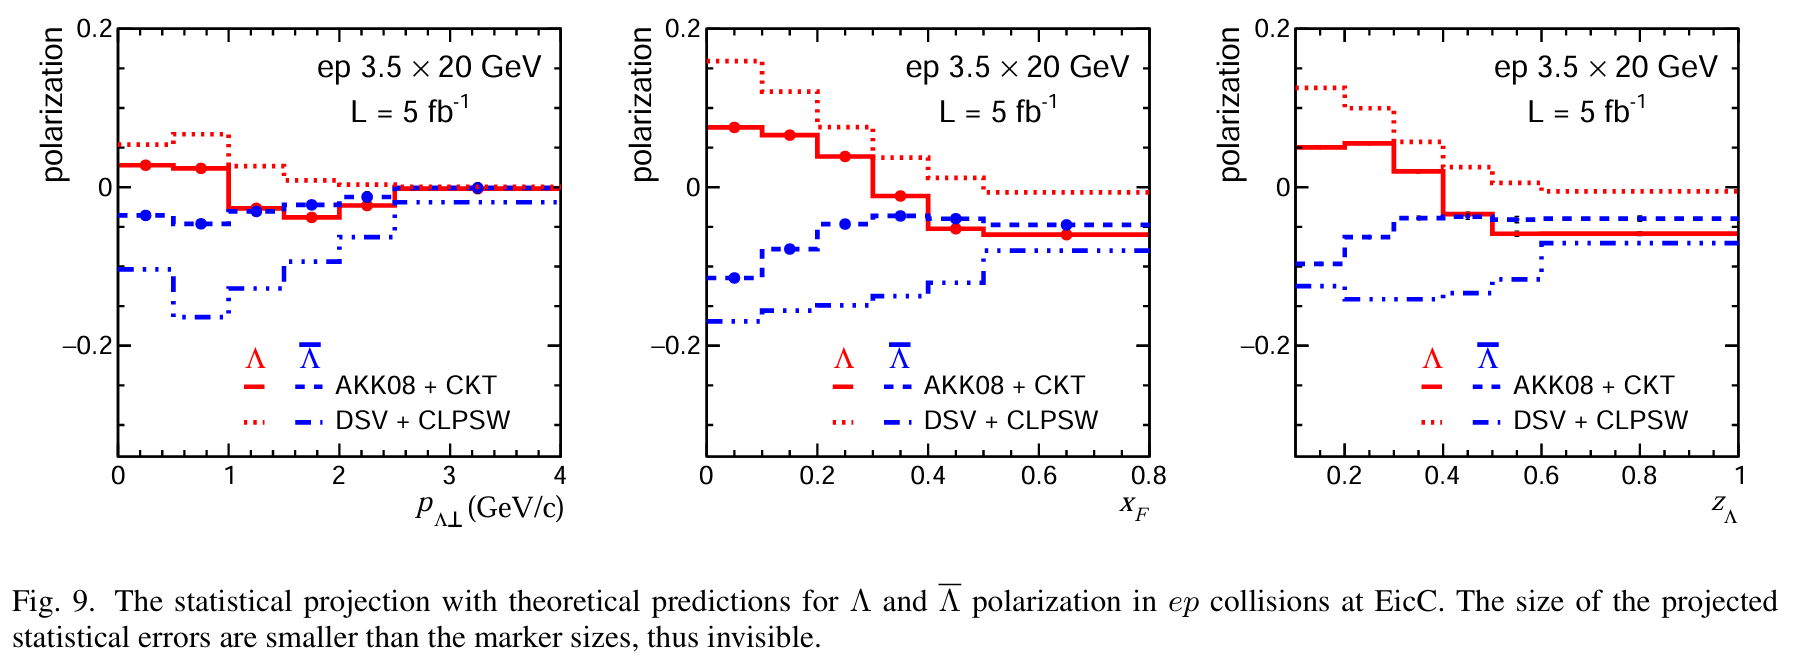 polarization
0.2
0
−0.2
ep 3.5 × 20 GeV
L = 5 fb-1
Λ Λ̅
AKK08 + CKT
DSV + CLPSW
0 1 2 3 4
pΛ⊥ (GeV/c)
polarization
0.2
0
−0.2
ep 3.5 × 20 GeV
L = 5 fb-1
Λ Λ̅
AKK08 + CKT
DSV + CLPSW
0 0.2 0.4 0.6 0.8
xF
polarization
0.2
0
−0.2
ep 3.5 × 20 GeV
L = 5 fb-1
Λ Λ̅
AKK08 + CKT
DSV + CLPSW
0.2 0.4 0.6 0.8 1
zΛ
Fig. 9. The statistical projection with theoretical predictions for Λ and Λ̅ polarization in ep collisions at EicC. The size of the projected
statistical errors are smaller than the marker sizes, thus invisible.